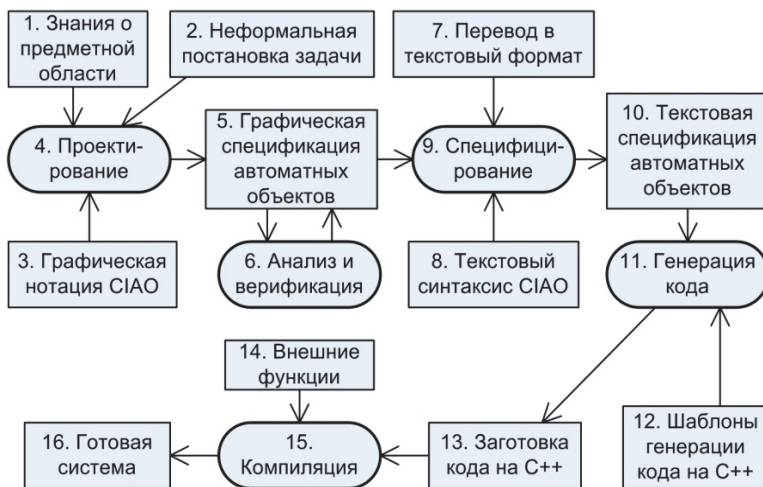 1. Знания о
предметной
области
2. Неформальная
постановка задачи
7. Перевод в
текстовый формат
4. Проекти-
рование
5. Графическая
спецификация
автоматных
объектов
9. Специфици-
рование
10. Текстовая
спецификация
автоматных
объектов
3. Графическая
нотация CIAO
6. Анализ и
верификация
8. Текстовый
синтаксис CIAO
11. Генерация
кода
14. Внешние
функции
16. Готовая
система
15.
Компиляция
13. Заготовка
кода на C++
12. Шаблоны
генерации
кода на C++